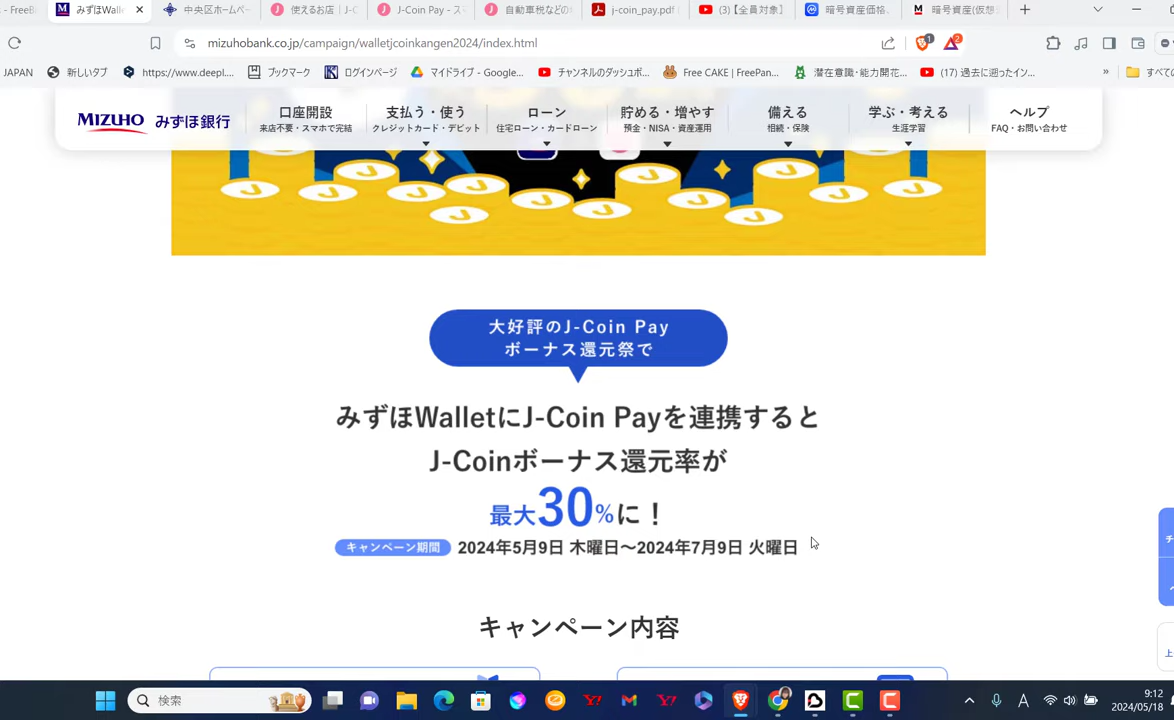 - FreeB
みずほWalle
中央区ホームペー
使えるお店 | J-C
J-Coin Pay - ス
自動車税などの
j-coin_pay.pdf
(3)【全員対象】
暗号資産価格、
暗号資産(仮想
mizuhobank.co.jp/campaign/walletjcoinkangen2024/index.html
1
2
JAPAN
新しいタブ
https://www.deepl....
ブックマーク
ログインページ
マイドライブ - Google...
チャンネルのダッシュボ...
Free CAKE | FreePan...
潜在意識・能力開花...
(17) 過去に遡ったイン...
»
すべての
MIZUHO みずほ銀行
口座開設
来店不要・スマホで完結
支払う・使う
クレジットカード・デビット
ローン
住宅ローン・カードローン
貯める・増やす
預金・NISA・資産運用
備える
相続・保険
学ぶ・考える
生涯学習
ヘルプ
FAQ・お問い合わせ
大好評のJ-Coin Pay
ボーナス還元祭で
みずほWalletにJ-Coin Payを連携すると
J-Coinボーナス還元率が
最大30%に！
キャンペーン期間 2024年5月9日 木曜日～2024年7月9日 火曜日
チ
上
キャンペーン内容
検索
A
9:12
2024/05/18